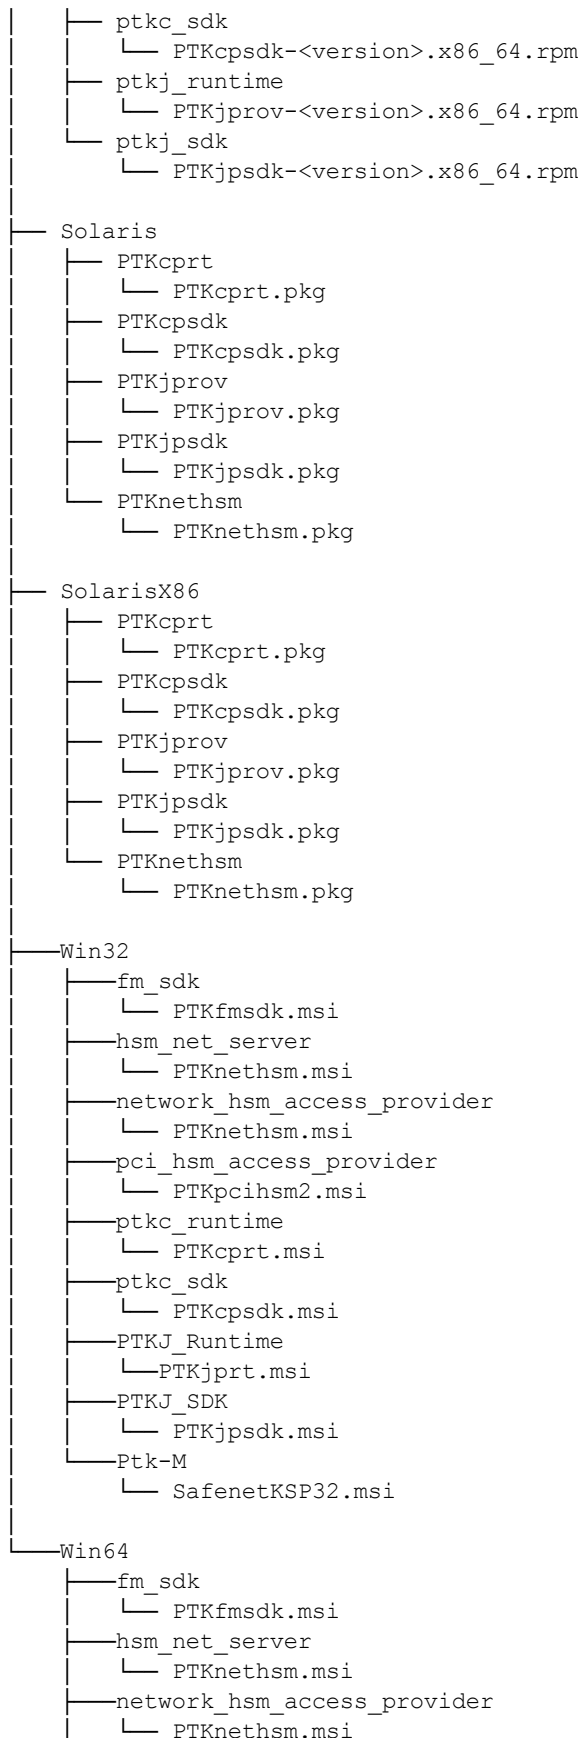 │   ├── ptkc_sdk
│   │   └── PTKcpsdk-<version>.x86_64.rpm
│   ├── ptkj_runtime
│   │   └── PTKjprov-<version>.x86_64.rpm
│   └── ptkj_sdk
│       └── PTKjpsdk-<version>.x86_64.rpm
│
├── Solaris
│   ├── PTKcprt
│   │   └── PTKcprt.pkg
│   ├── PTKcpsdk
│   │   └── PTKcpsdk.pkg
│   ├── PTKjprov
│   │   └── PTKjprov.pkg
│   ├── PTKjpsdk
│   │   └── PTKjpsdk.pkg
│   └── PTKnethsm
│       └── PTKnethsm.pkg
│
├── SolarisX86
│   ├── PTKcprt
│   │   └── PTKcprt.pkg
│   ├── PTKcpsdk
│   │   └── PTKcpsdk.pkg
│   ├── PTKjprov
│   │   └── PTKjprov.pkg
│   ├── PTKjpsdk
│   │   └── PTKjpsdk.pkg
│   └── PTKnethsm
│       └── PTKnethsm.pkg
│
├───Win32
│   ├───fm_sdk
│   │   └── PTKfmsdk.msi
│   ├───hsm_net_server
│   │   └── PTKnethsm.msi
│   ├───network_hsm_access_provider
│   │   └── PTKnethsm.msi
│   ├───pci_hsm_access_provider
│   │   └── PTKpcihsm2.msi
│   ├───ptkc_runtime
│   │   └── PTKcprt.msi
│   ├───ptkc_sdk
│   │   └── PTKcpsdk.msi
│   ├───PTKJ_Runtime
│   │   └──PTKjprt.msi
│   ├───PTKJ_SDK
│   │   └── PTKjpsdk.msi
│   └───Ptk-M
│       └── SafenetKSP32.msi
│
└───Win64
    ├───fm_sdk
    │   └── PTKfmsdk.msi
    ├───hsm_net_server
    │   └── PTKnethsm.msi
    ├───network_hsm_access_provider
    │   └── PTKnethsm.msi